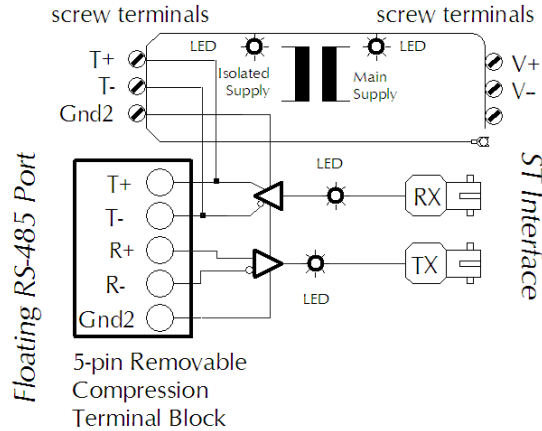 screw terminals
screw terminals
LED
LED
T+
T-
Gnd2
Isolated
Supply
Main
Supply
V+
V-
LED
T+
T-
R+
R-
Gnd2
RX
TX
LED
Floating RS-485 Port
ST Interface
5-pin Removable
Compression
Terminal Block